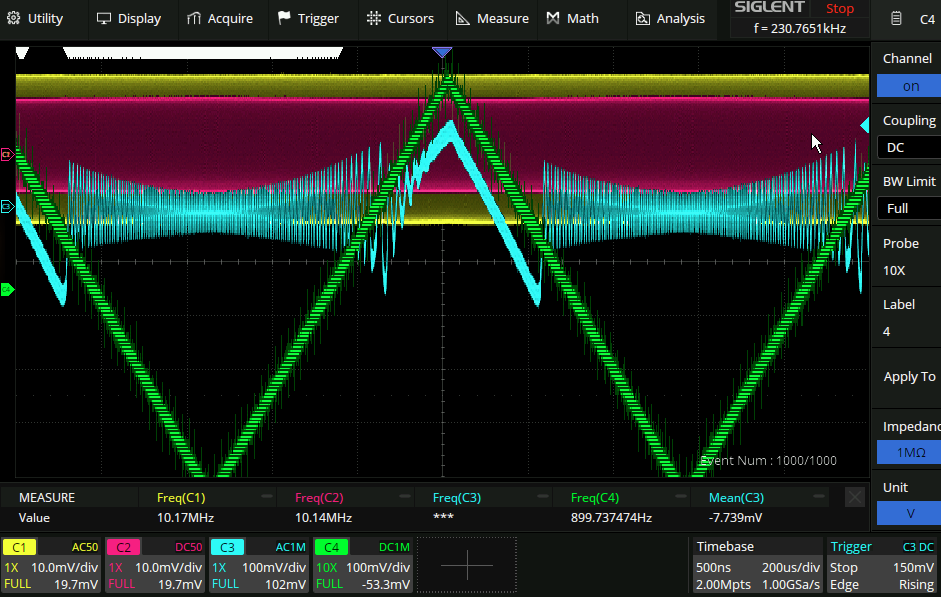 Utility Display Acquire Trigger Cursors Measure Math Analysis SIGLENT Stop C4
f = 230.7651kHz
Channel
on
Coupling
DC
BW Limit
Full
Probe
10X
Label
4
Apply To
Impedanc
1MΩ
Unit
V
C1
C3
C4
Event Num : 1000/1000
MEASURE Freq(C1) Freq(C2) Freq(C3) Freq(C4) Mean(C3)
Value 10.17MHz 10.14MHz *** 899.737474Hz -7.739mV
C1 AC50 C2 DC50 C3 AC1M C4 DC1M Timebase Trigger C3 DC
1X 10.0mV/div 1X 10.0mV/div 1X 100mV/div 10X 100mV/div 500ns 200us/div Stop 150mV
FULL 19.7mV FULL 19.7mV FULL 102mV FULL -53.3mV 2.00Mpts 1.00GSa/s Edge Rising